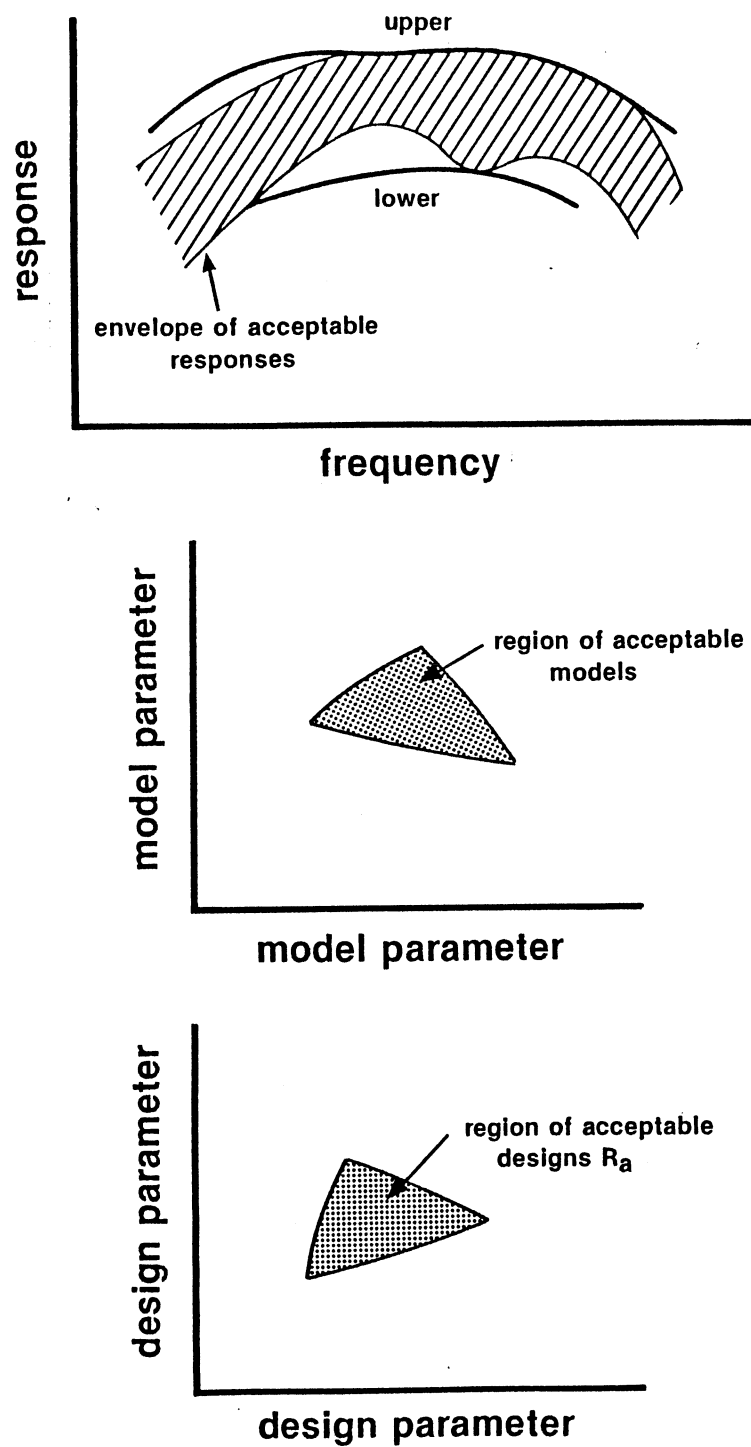 upper
response
lower
envelope of acceptable
responses
frequency
model parameter
region of acceptable
models
model parameter
design parameter
region of acceptable
designs Ra
design parameter